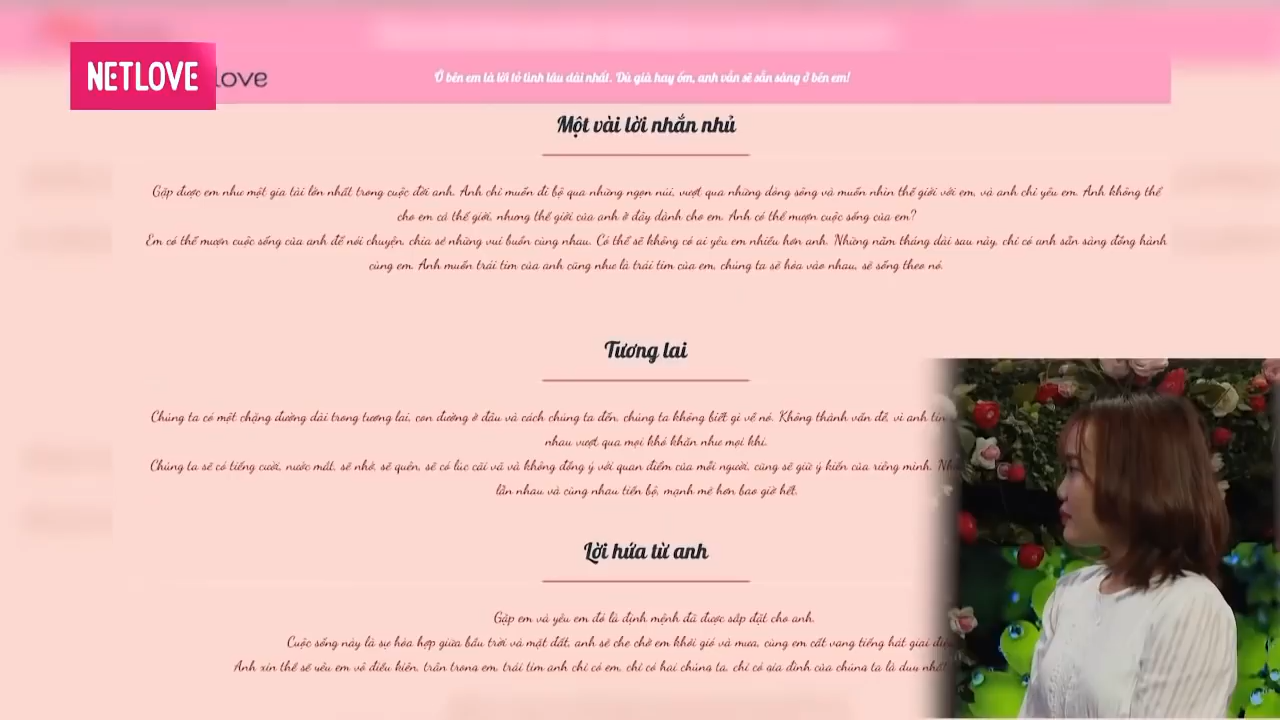 NETLOVE
love
Ở bên em là lời tỏ tình lâu dài nhất. Dù già hay ốm, anh vẫn sẽ sẵn sàng ở bên em!
Một vài lời nhắn nhủ
Gặp được em như một gia tài lớn nhất trong cuộc đời anh. Anh chỉ muốn đi bộ qua những ngọn núi, vượt qua những dòng sông và muốn nhìn thế giới với em, và anh chỉ yêu em. Anh không thể
cho em cả thế giới, nhưng thế giới của anh ở đây dành cho em. Anh có thể mượn cuộc sống của em?
Em có thể mượn cuộc sống của anh để nói chuyện, chia sẻ những vui buồn cùng nhau. Có thể sẽ không có ai yêu em nhiều hơn anh. Những năm tháng dài sau này, chỉ có anh sẵn sàng đồng hành
cùng em. Anh muốn trái tim của anh cũng như là trái tim của em, chúng ta sẽ hòa vào nhau, sẽ sống theo nó.
Tương lai
Chúng ta có một chặng đường dài trong tương lai, con đường ở đâu và cách chúng ta đến, chúng ta không biết gì về nó. Không thành vấn đề, vì anh tin
nhau vượt qua mọi khó khăn như mọi khi.
Chúng ta sẽ có tiếng cười, nước mắt, sẽ nhớ, sẽ quên, sẽ có lúc cãi vã và không đồng ý với quan điểm của mỗi người, cũng sẽ giữ ý kiến của riêng mình.
lẫn nhau và cùng nhau tiến bộ, mạnh mẽ hơn bao giờ hết.
Lời hứa từ anh
Gặp em và yêu em đó là định mệnh đã được sắp đặt cho anh.
Cuộc sống này là sự hòa hợp giữa bầu trời và mặt đất, anh sẽ che chở em khỏi gió và mưa, cùng em cất vang tiếng hát giai
Anh xin thề sẽ yêu em vô điều kiện, trân trọng em, trái tim anh chỉ có em, chỉ có hai chúng ta, chỉ có gia đình của chúng ta là duy nhất